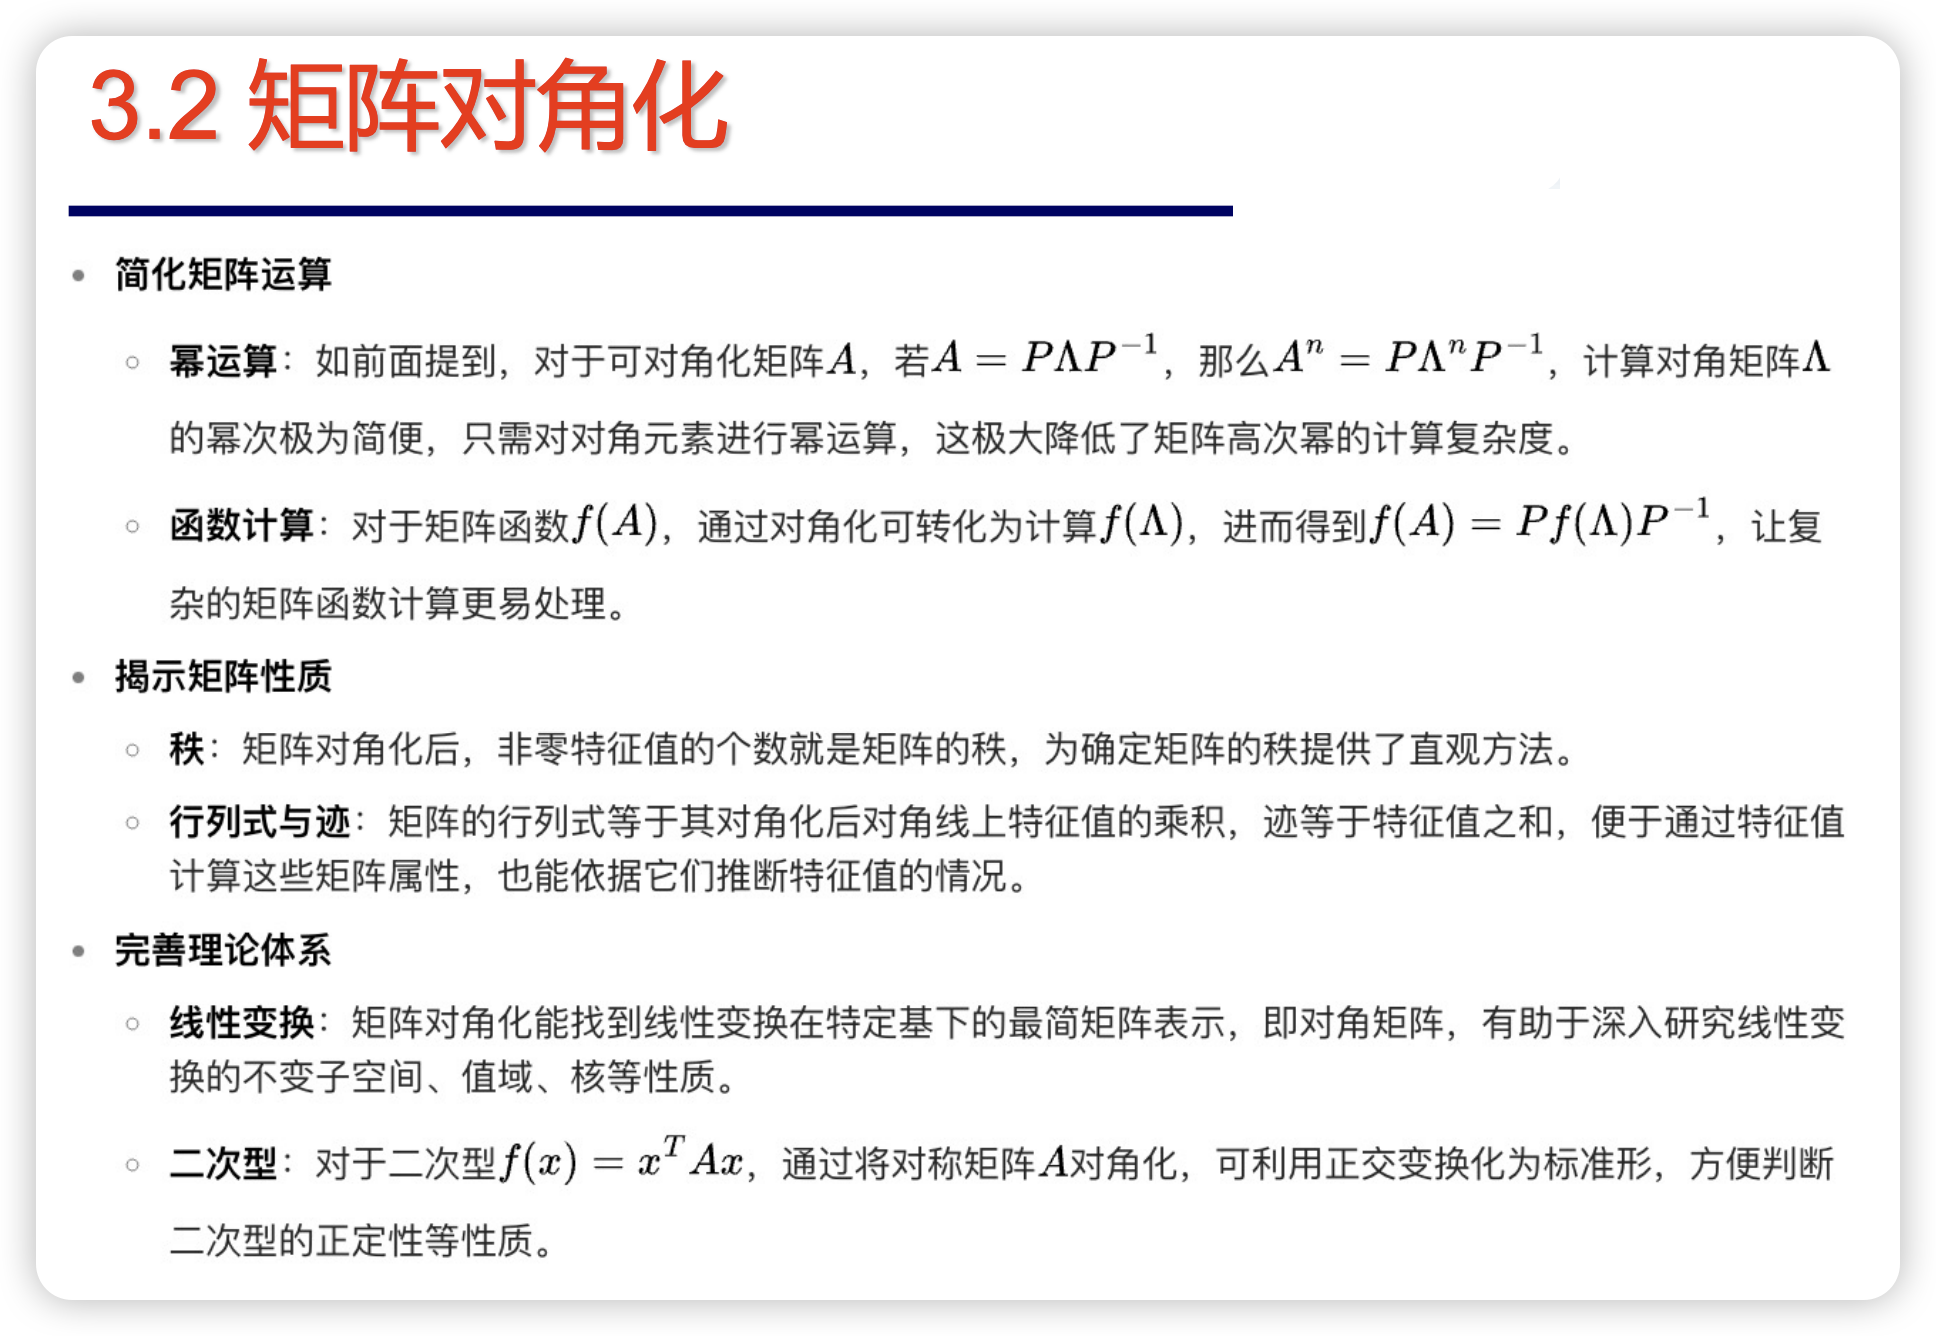 3.2 矩阵对角化
• 简化矩阵运算
○ 幂运算：如前面提到，对于可对角化矩阵A，若A = PΛP⁻¹，那么Aⁿ = PΛⁿP⁻¹，计算对角矩阵Λ
的幂次极为简便，只需对对角元素进行幂运算，这极大降低了矩阵高次幂的计算复杂度。
○ 函数计算：对于矩阵函数f(A)，通过对角化可转化为计算f(Λ)，进而得到f(A) = Pf(Λ)P⁻¹，让复
杂的矩阵函数计算更易处理。
• 揭示矩阵性质
○ 秩：矩阵对角化后，非零特征值的个数就是矩阵的秩，为确定矩阵的秩提供了直观方法。
○ 行列式与迹：矩阵的行列式等于其对角化后对角线上特征值的乘积，迹等于特征值之和，便于通过特征值
计算这些矩阵属性，也能依据它们推断特征值的情况。
• 完善理论体系
○ 线性变换：矩阵对角化能找到线性变换在特定基下的最简矩阵表示，即对角矩阵，有助于深入研究线性变
换的不变子空间、值域、核等性质。
○ 二次型：对于二次型f(x) = xᵀAx，通过将对称矩阵A对角化，可利用正交变换化为标准形，方便判断
二次型的正定性等性质。